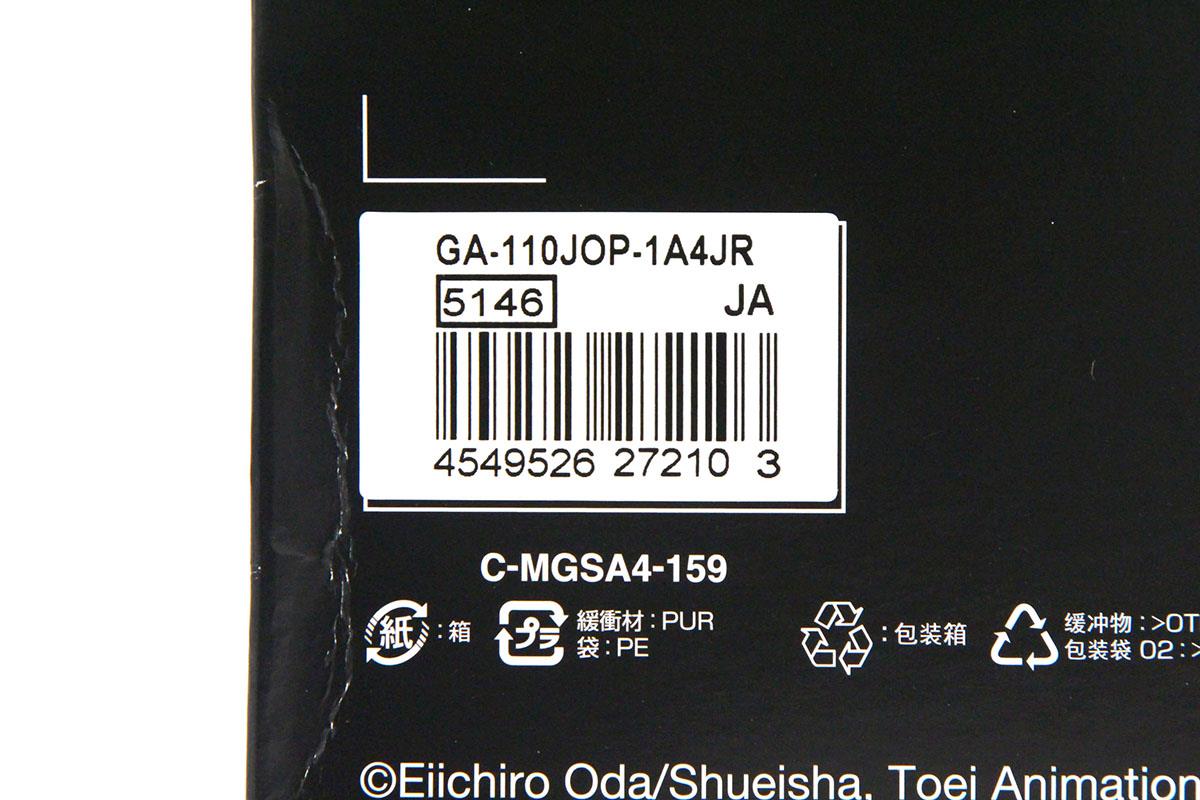 GA-110JOP-1A4JR
5146 JA
4549526 27210 3
C-MGSA4-159
紙 : 箱
プラ 緩衝材 : PUR
袋 : PE
: 包装箱
缓冲物 : >OT
包装袋 02 : >
©Eiichiro Oda/Shueisha, Toei Animation